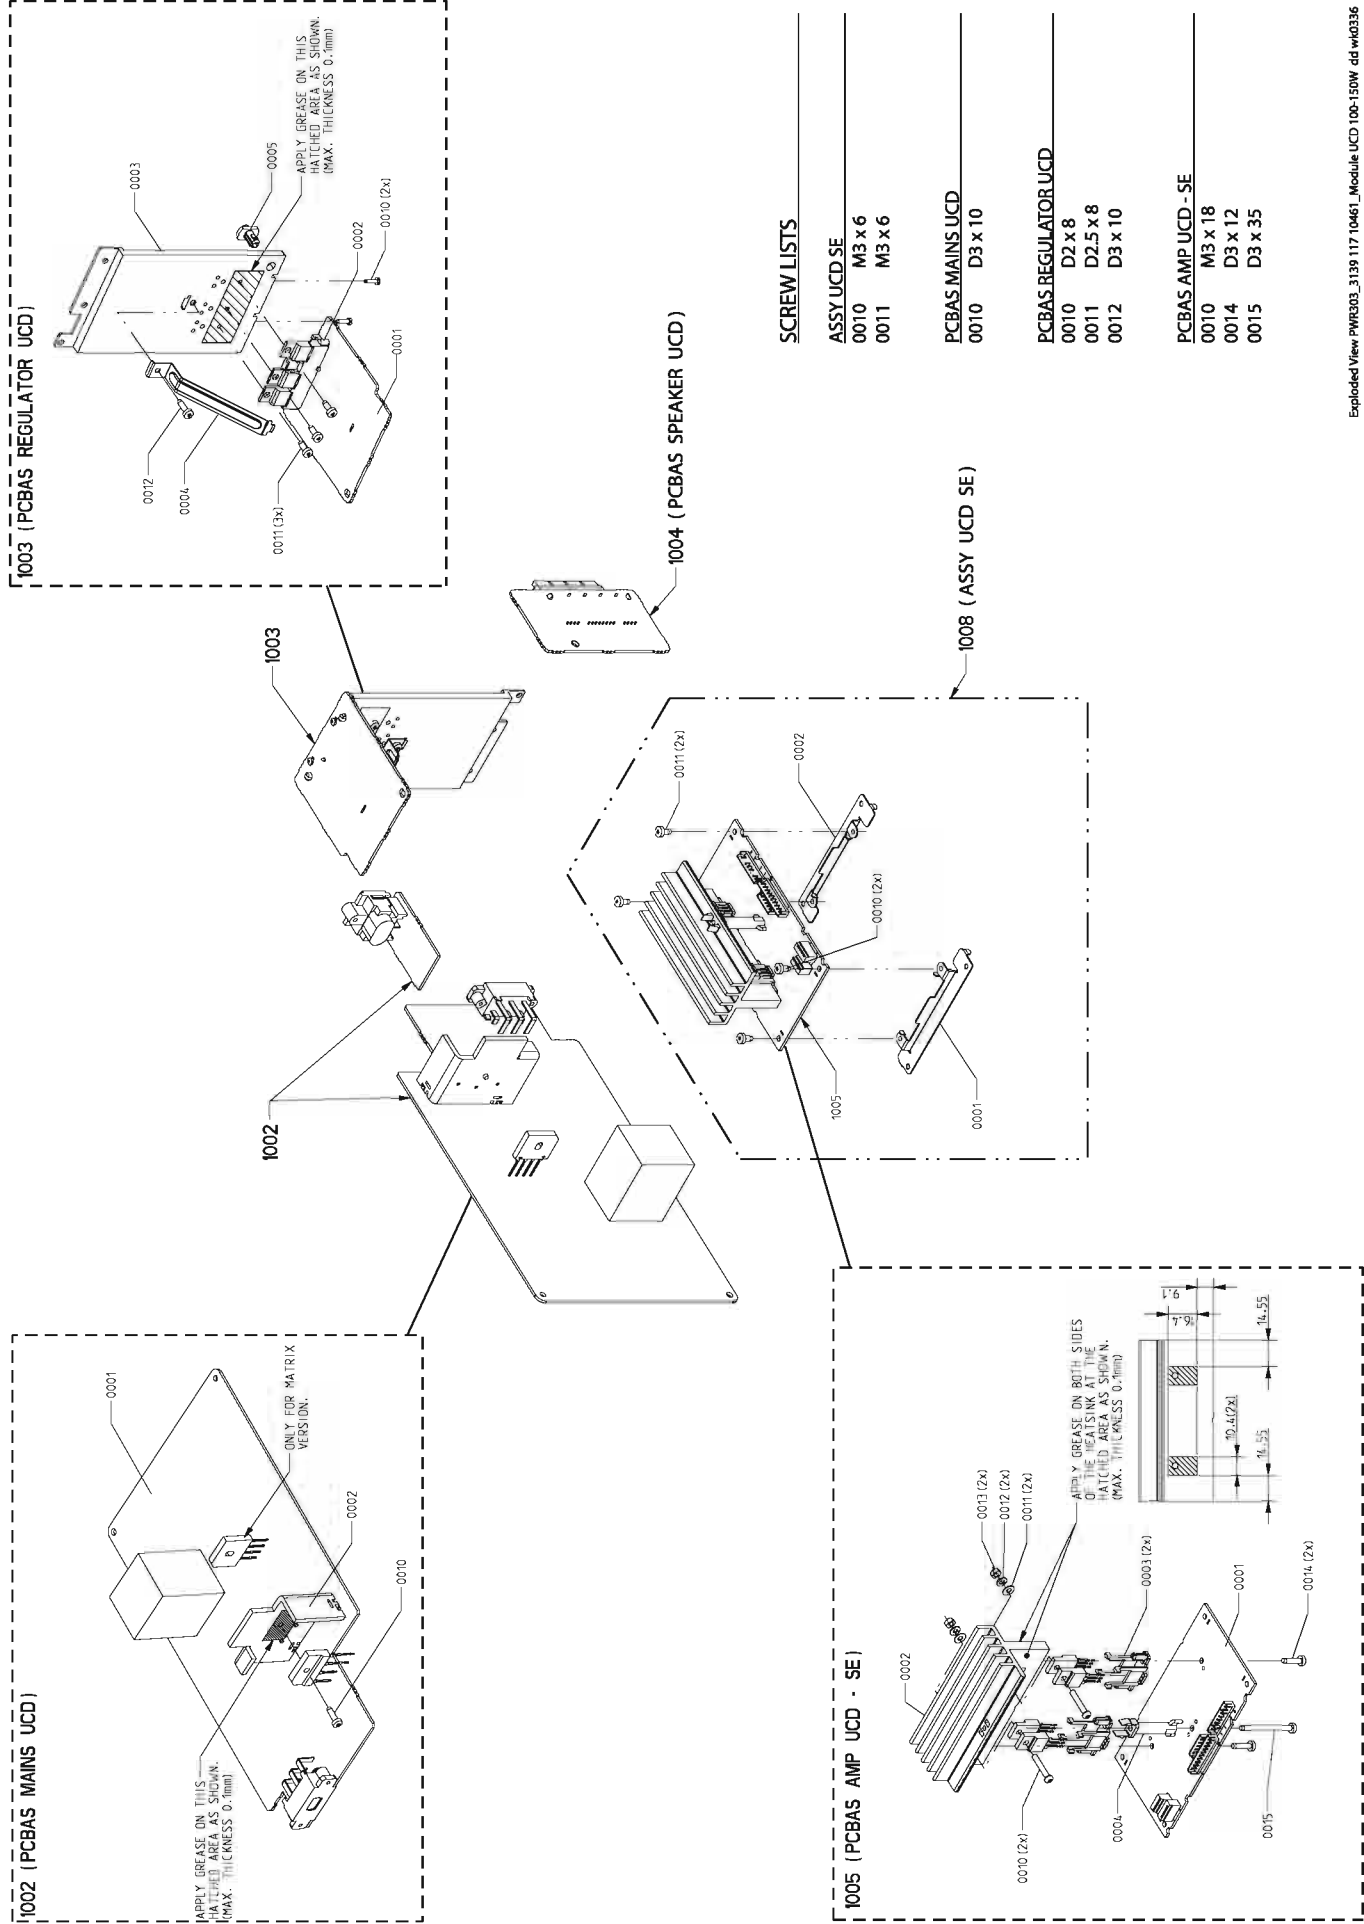 1002 (PCBAS MAINS UCD)
APPLY GREASE ON THIS
HATCHED AREA AS SHOWN.
(MAX. THICKNESS 0.1mm)
0001
ONLY FOR MATRIX
VERSION.
0002
0010
1002
1003
1003 (PCBAS REGULATOR UCD)
0011 (3x)
0004
0012
0003
0005
APPLY GREASE ON THIS
HATCHED AREA AS SHOWN.
(MAX. THICKNESS 0.1mm)
0010 (2x)
0002
0001
1004 (PCBAS SPEAKER UCD)
1008 (ASSY UCD SE)
0011 (2x)
0002
0010 (2x)
1005
0001
1005 (PCBAS AMP UCD - SE)
0002
0013 (2x)
0012 (2x)
0011 (2x)
APPLY GREASE ON BOTH SIDES
OF THE HEATSINK AT THE
HATCHED AREA AS SHOWN.
(MAX. THICKNESS 0.1mm)
0003 (2x)
0001
0014 (2x)
0010 (2x)
0004
0015
9.1
14.55
10.4(2x)
14.55
SCREW LISTS
ASSY UCD SE
0010 M3 x 6
0011 M3 x 6
PCBAS MAINS UCD
0010 D3 x 10
PCBAS REGULATOR UCD
0010 D2 x 8
0011 D2.5 x 8
0012 D3 x 10
PCBAS AMP UCD - SE
0010 M3 x 18
0014 D3 x 12
0015 D3 x 35
Exploded View PWR303_3139 117 10461_Module UCD 100-150W dd wk0336